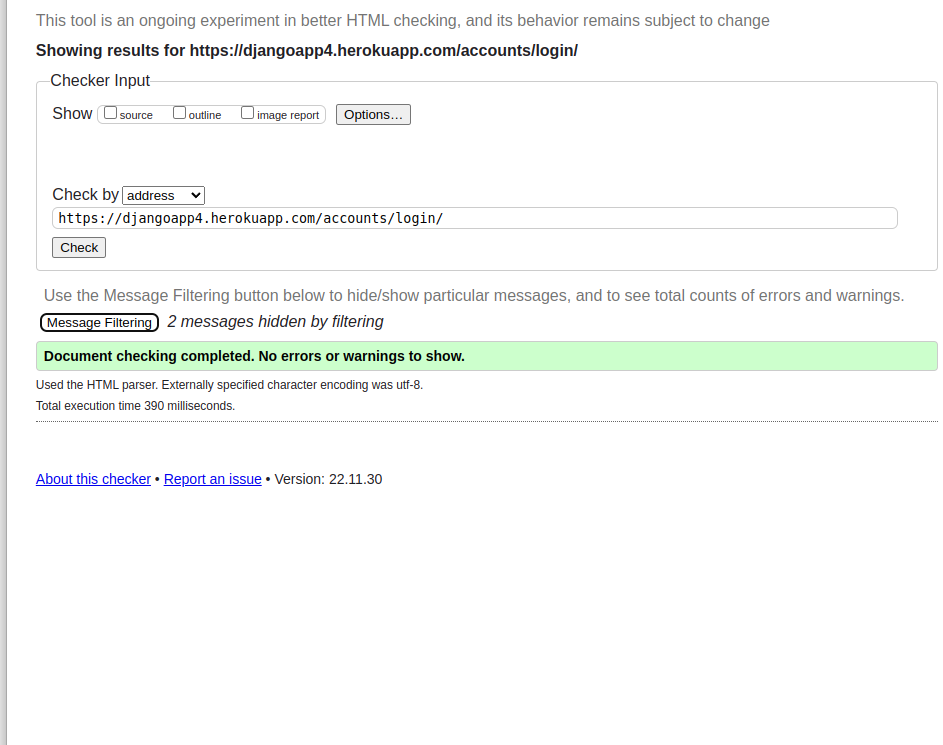 This tool is an ongoing experiment in better HTML checking, and its behavior remains subject to change
Showing results for https://djangoapp4.herokuapp.com/accounts/login/
Checker Input
Show source outline image report Options…
Check by address
https://djangoapp4.herokuapp.com/accounts/login/
Check
Use the Message Filtering button below to hide/show particular messages, and to see total counts of errors and warnings.
Message Filtering 2 messages hidden by filtering
Document checking completed. No errors or warnings to show.
Used the HTML parser. Externally specified character encoding was utf-8.
Total execution time 390 milliseconds.
About this checker • Report an issue • Version: 22.11.30